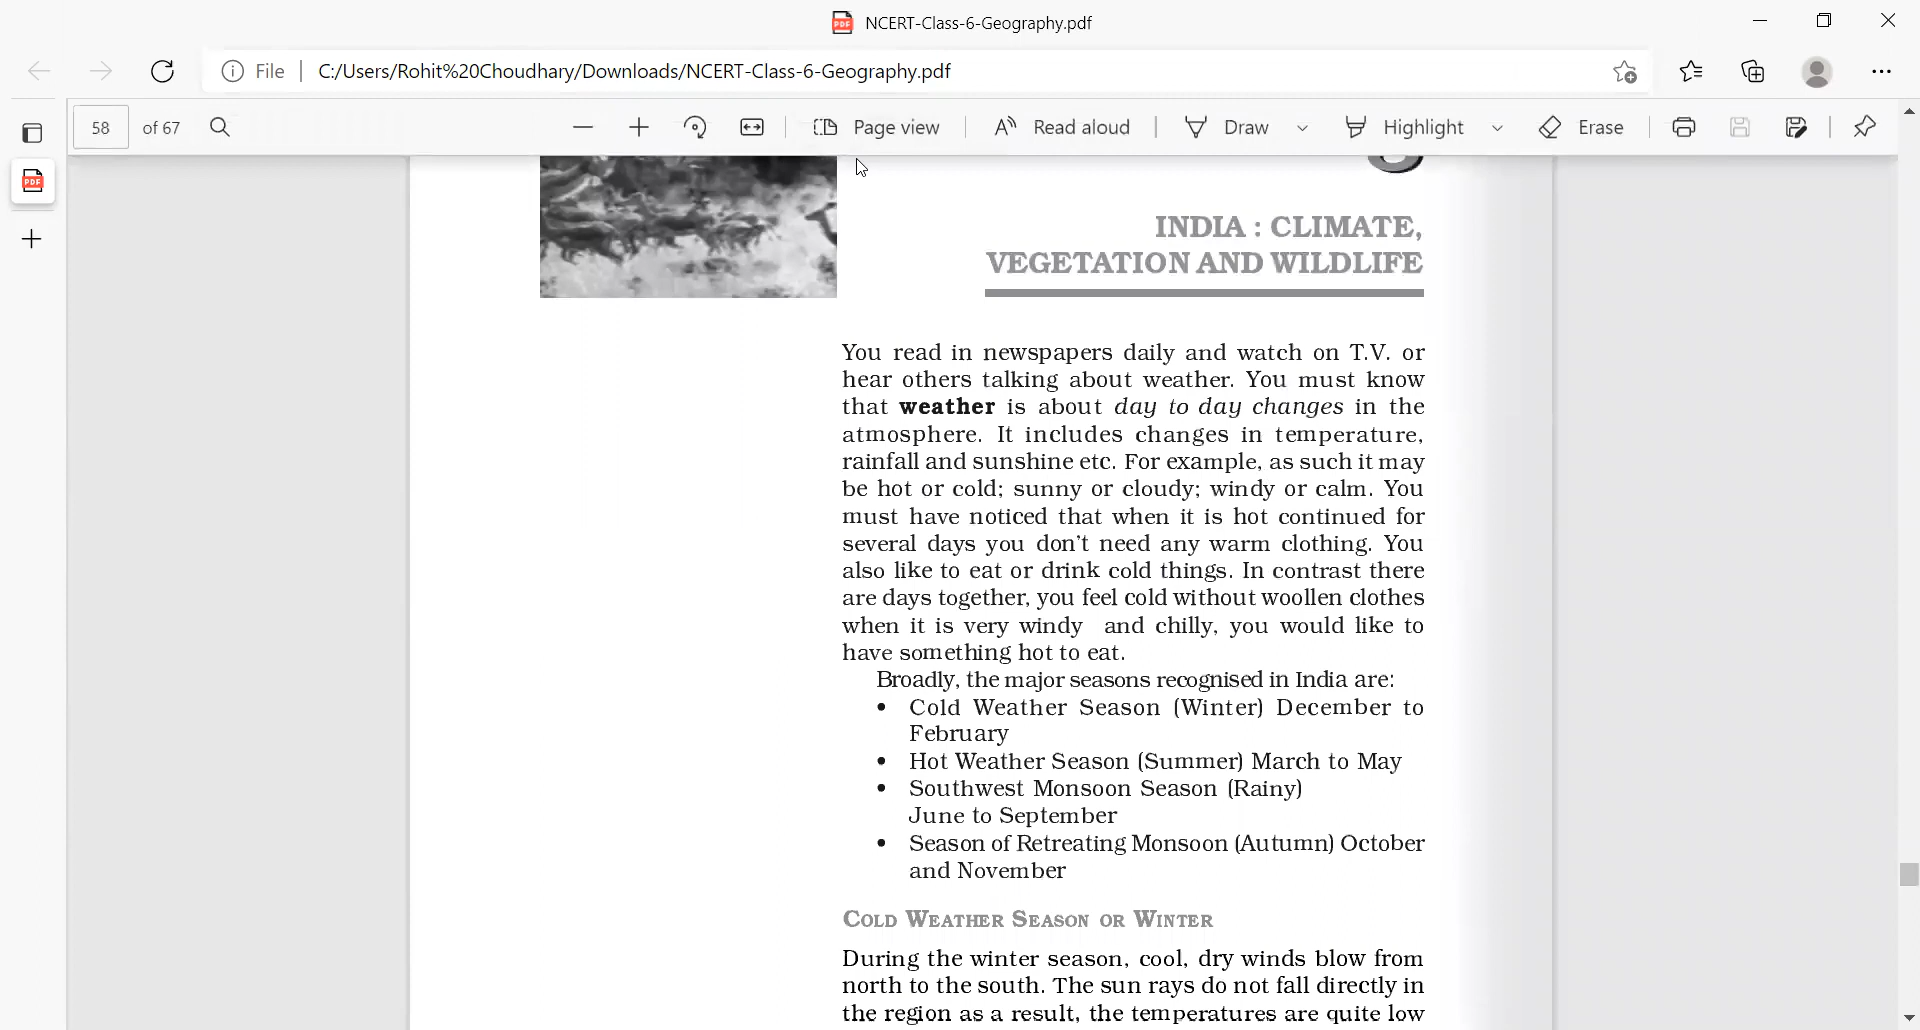 NCERT-Class-6-Geography.pdf
File
C:/Users/Rohit%20Choudhary/Downloads/NCERT-Class-6-Geography.pdf
58 of 67
Page view
Read aloud
Draw
Highlight
Erase
INDIA : CLIMATE,
VEGETATION AND WILDLIFE
You read in newspapers daily and watch on T.V. or
hear others talking about weather. You must know
that weather is about day to day changes in the
atmosphere. It includes changes in temperature,
rainfall and sunshine etc. For example, as such it may
be hot or cold; sunny or cloudy; windy or calm. You
must have noticed that when it is hot continued for
several days you don't need any warm clothing. You
also like to eat or drink cold things. In contrast there
are days together, you feel cold without woollen clothes
when it is very windy and chilly, you would like to
have something hot to eat.
Broadly, the major seasons recognised in India are:
• Cold Weather Season (Winter) December to
February
• Hot Weather Season (Summer) March to May
• Southwest Monsoon Season (Rainy)
June to September
• Season of Retreating Monsoon (Autumn) October
and November
COLD WEATHER SEASON OR WINTER
During the winter season, cool, dry winds blow from
north to the south. The sun rays do not fall directly in
the region as a result, the temperatures are quite low